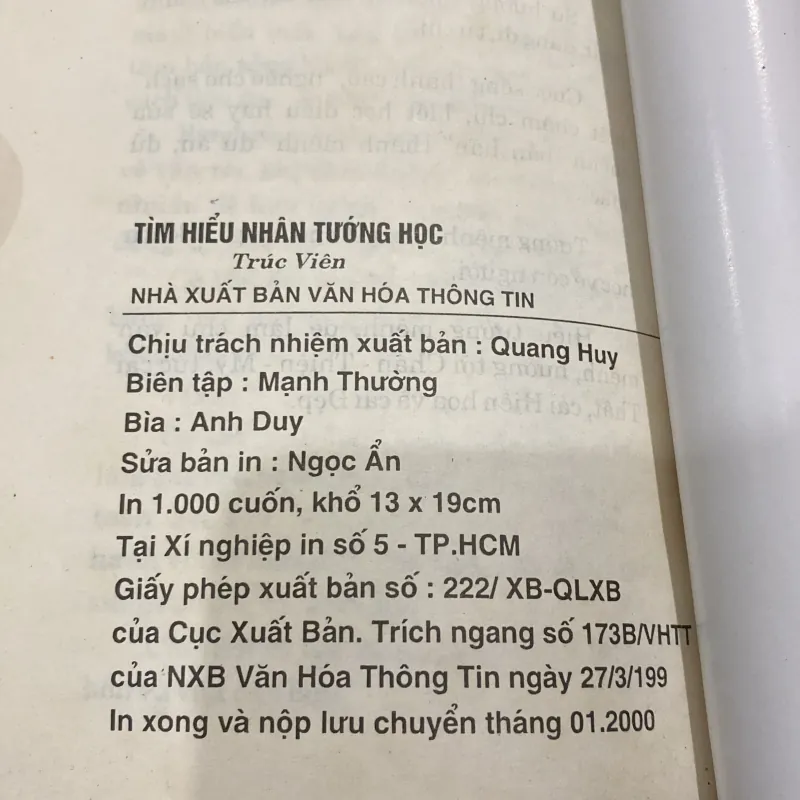 TÌM HIỂU NHÂN TƯỚNG HỌC
Trúc Viên
NHÀ XUẤT BẢN VĂN HÓA THÔNG TIN
Chịu trách nhiệm xuất bản : Quang Huy
Biên tập : Mạnh Thường
Bìa : Anh Duy
Sửa bản in : Ngọc Ẩn
In 1.000 cuốn, khổ 13 x 19cm
Tại Xí nghiệp in số 5 - TP.HCM
Giấy phép xuất bản số : 222/ XB-QLXB
của Cục Xuất Bản. Trích ngang số 173B/VHTT
của NXB Văn Hóa Thông Tin ngày 27/3/199
In xong và nộp lưu chuyển tháng 01.2000